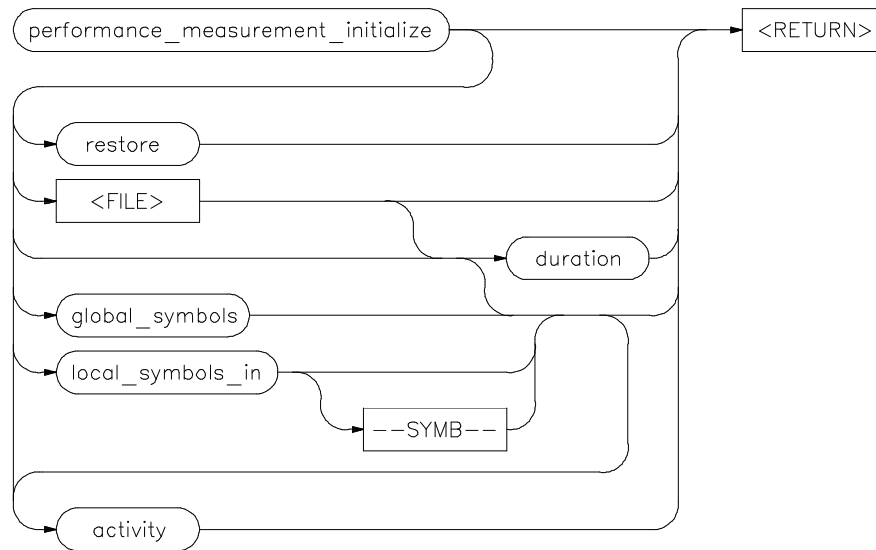 performance_measurement_initialize
<RETURN>
restore
<FILE>
duration
global_symbols
local_symbols_in
--SYMB--
activity